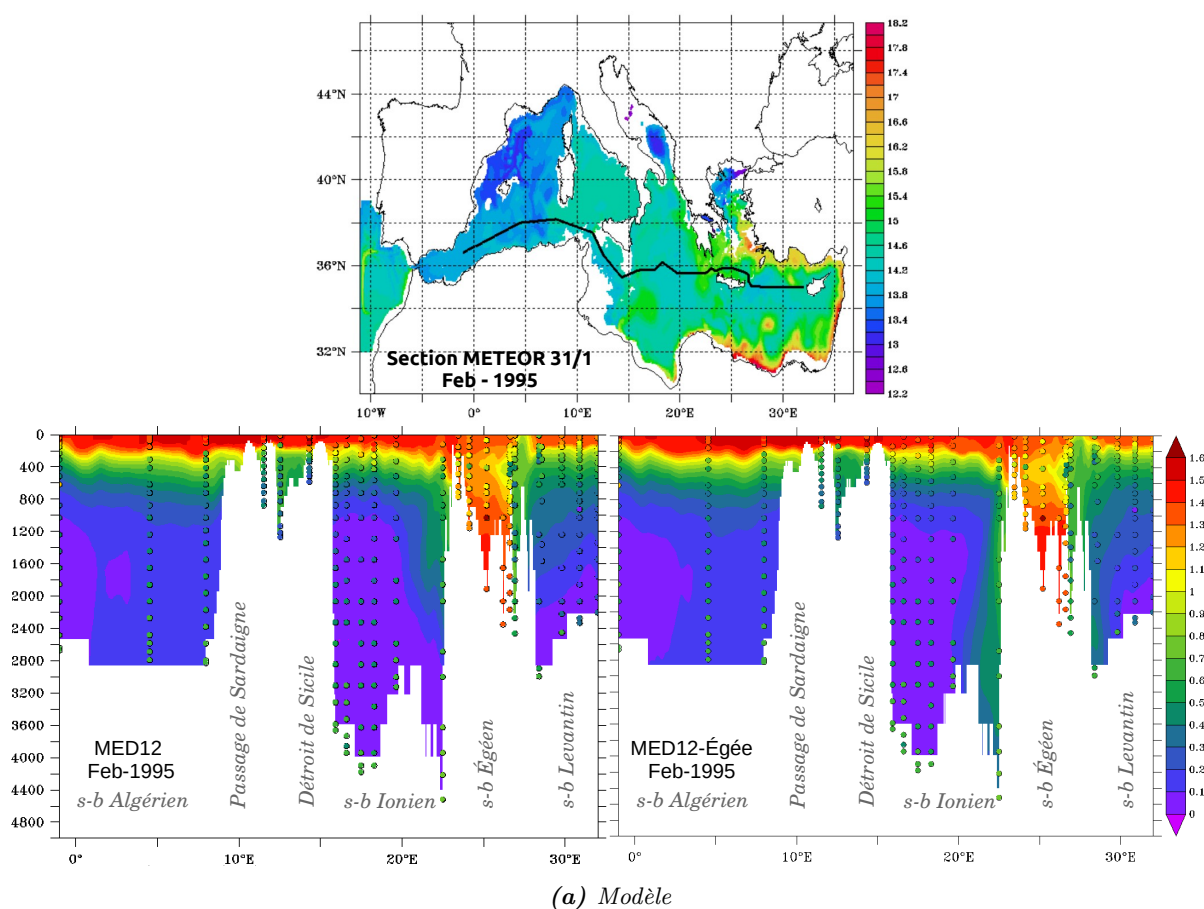 18.2
17.8
17.4
17
16.6
16.2
15.8
15.4
15
14.6
14.2
13.8
13.4
13
12.6
12.2
44°N
40°N
36°N
32°N
10°W
0°
10°E
20°E
30°E
Section METEOR 31/1
Feb - 1995
0
400
800
1200
1600
2000
2400
2800
3200
3600
4000
4400
4800
Passage de Sardaigne
Détroit de Sicile
MED12
Feb-1995
s-b Algérien
s-b Ionien
s-b Égéen
s-b Levantin
0°
10°E
20°E
30°E
Passage de Sardaigne
Détroit de Sicile
MED12-Égée
Feb-1995
s-b Algérien
s-b Ionien
s-b Égéen
s-b Levantin
0°
10°E
20°E
30°E
1.6
1.5
1.4
1.3
1.2
1.1
1
0.9
0.8
0.7
0.6
0.5
0.4
0.3
0.2
0.1
0
(a) Modèle